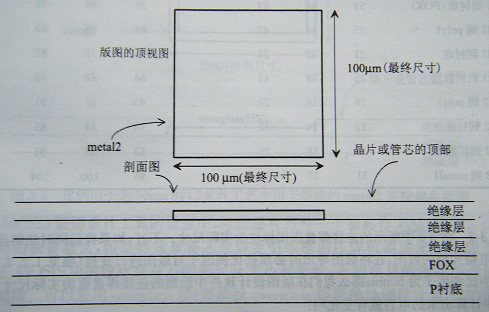 版图的顶视图
100μm(最终尺寸)
metal2
100 μm(最终尺寸)
剖面图
晶片或管芯的顶部
绝缘层
绝缘层
绝缘层
FOX
P衬底